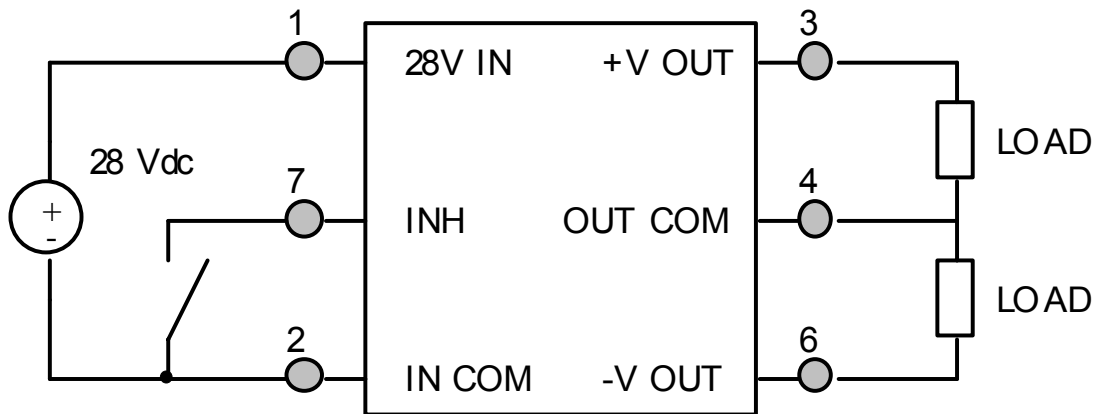 1 3
28V IN +V OUT
28 Vdc LOAD
7 4
+
-
INH OUT COM
LOAD
2 6
IN COM -V OUT